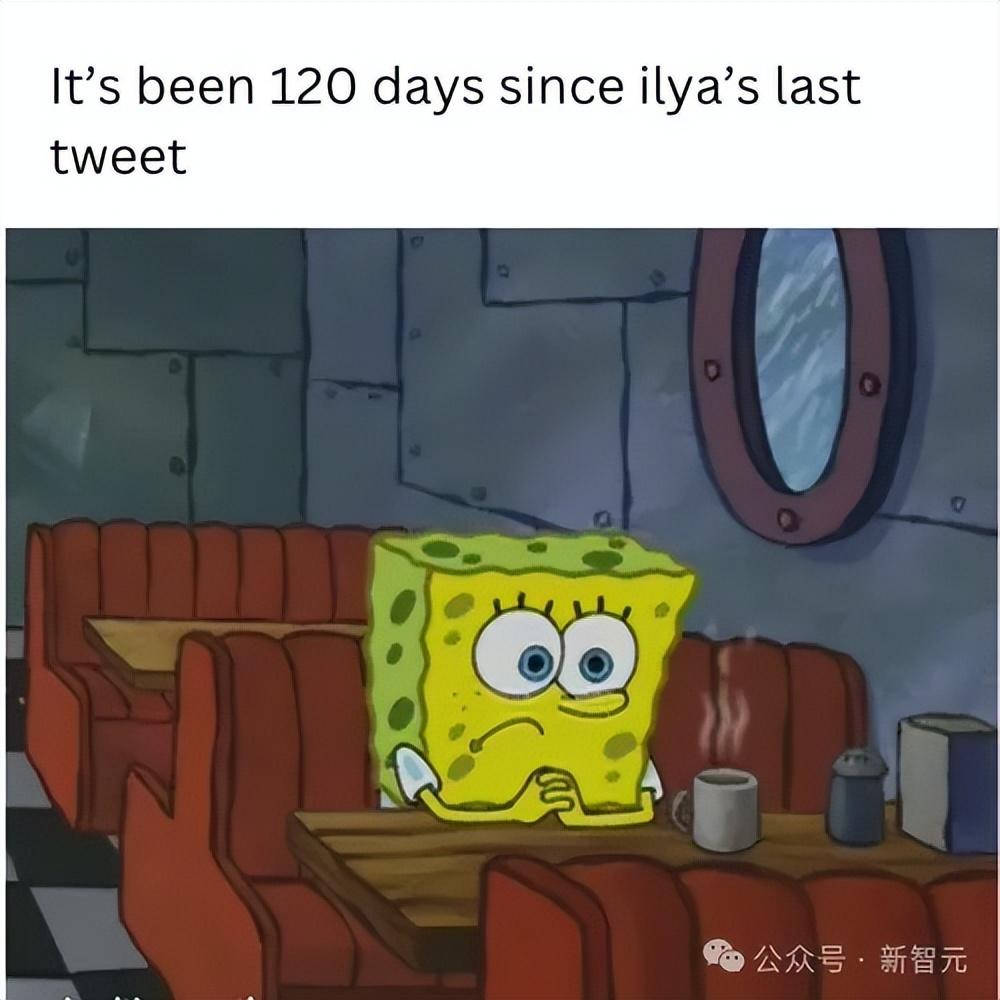 It’s been 120 days since ilya’s last
tweet
公众号 · 新智元